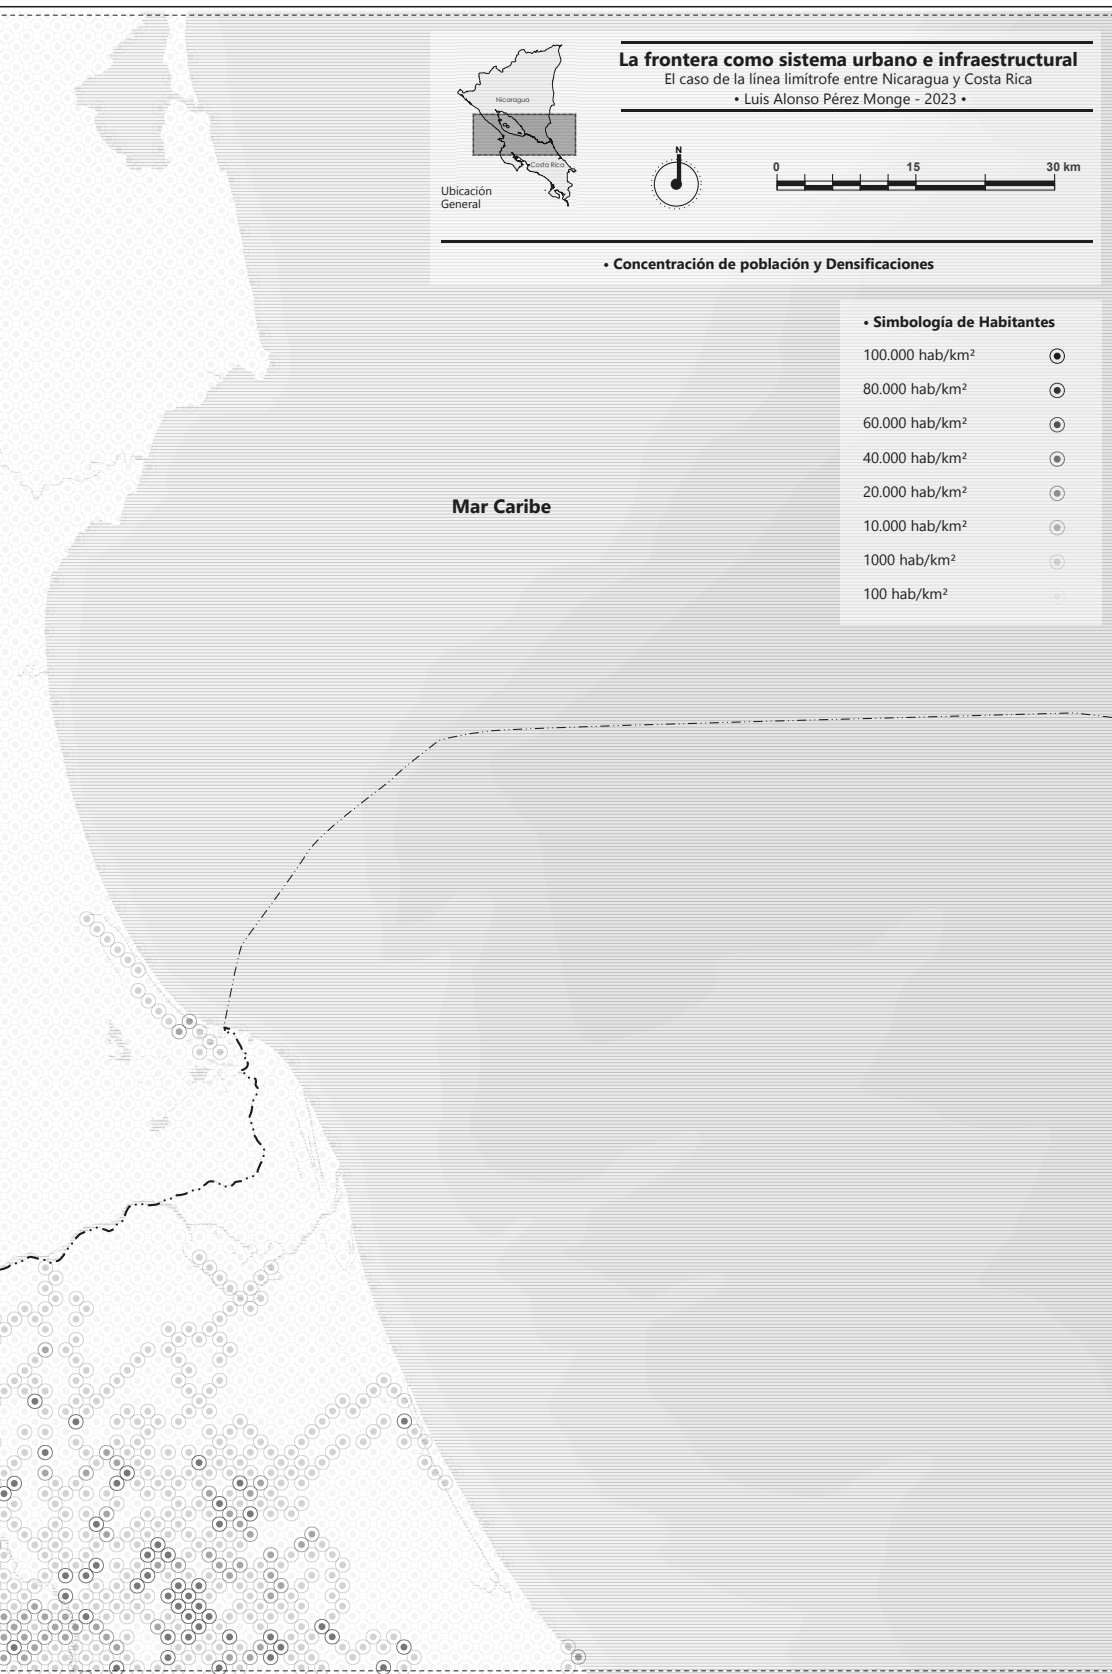 La frontera como sistema urbano e infraestructural
El caso de la línea limítrofe entre Nicaragua y Costa Rica
• Luis Alonso Pérez Monge - 2023 •
Nicaragua
Costa Rica
Ubicación
General
N
0 15 30 km
• Concentración de población y Densificaciones
• Simbología de Habitantes
100.000 hab/km²
80.000 hab/km²
60.000 hab/km²
40.000 hab/km²
20.000 hab/km²
10.000 hab/km²
1000 hab/km²
100 hab/km²
Mar Caribe